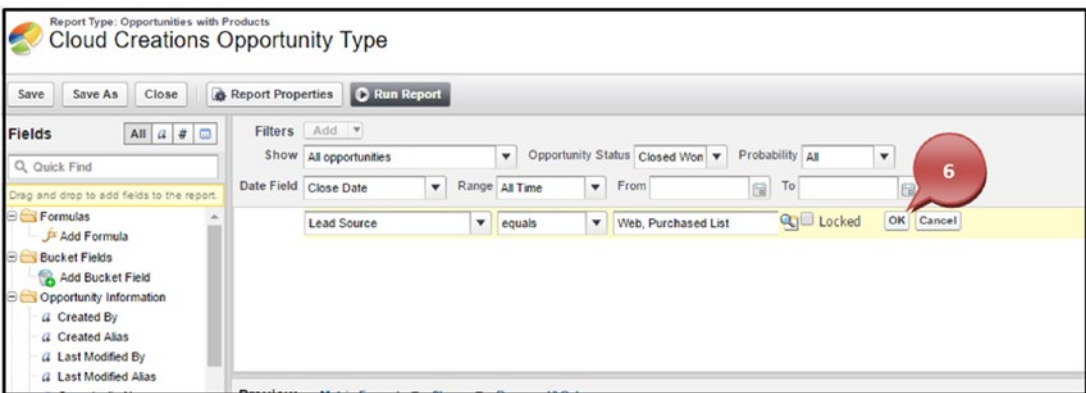 Report Type: Opportunities with Products
Cloud Creations Opportunity Type
Save Save As Close Report Properties Run Report
Fields All a # Filters Add
Quick Find Show All opportunities Opportunity Status Closed Won Probability All
6
Drag and drop to add fields to the report. Date Field Close Date Range All Time From To
Formulas Lead Source equals Web, Purchased List Locked OK Cancel
fx Add Formula
Bucket Fields
Add Bucket Field
Opportunity Information
a Created By
a Created Alias
a Last Modified By
a Last Modified Alias